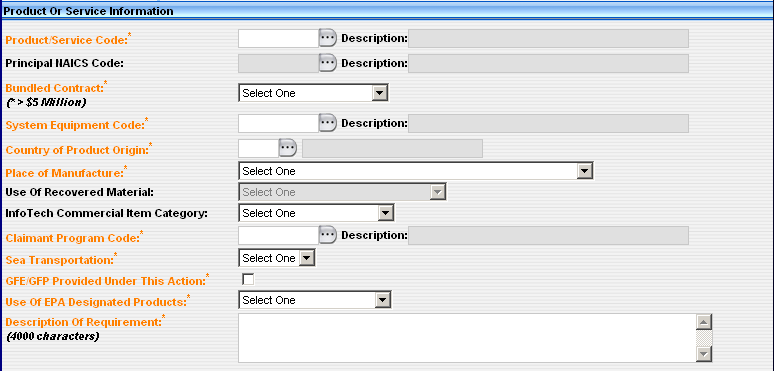 Product Or Service Information
Product/Service Code:* ... Description:
Principal NAICS Code: ... Description:
Bundled Contract:* Select One
(* > $5 Million)
System Equipment Code:* ... Description:
Country of Product Origin:* ...
Place of Manufacture:* Select One
Use Of Recovered Material: Select One
InfoTech Commercial Item Category: Select One
Claimant Program Code:* ... Description:
Sea Transportation:* Select One
GFE/GFP Provided Under This Action:*
Use Of EPA Designated Products:* Select One
Description Of Requirement:*
(4000 characters)